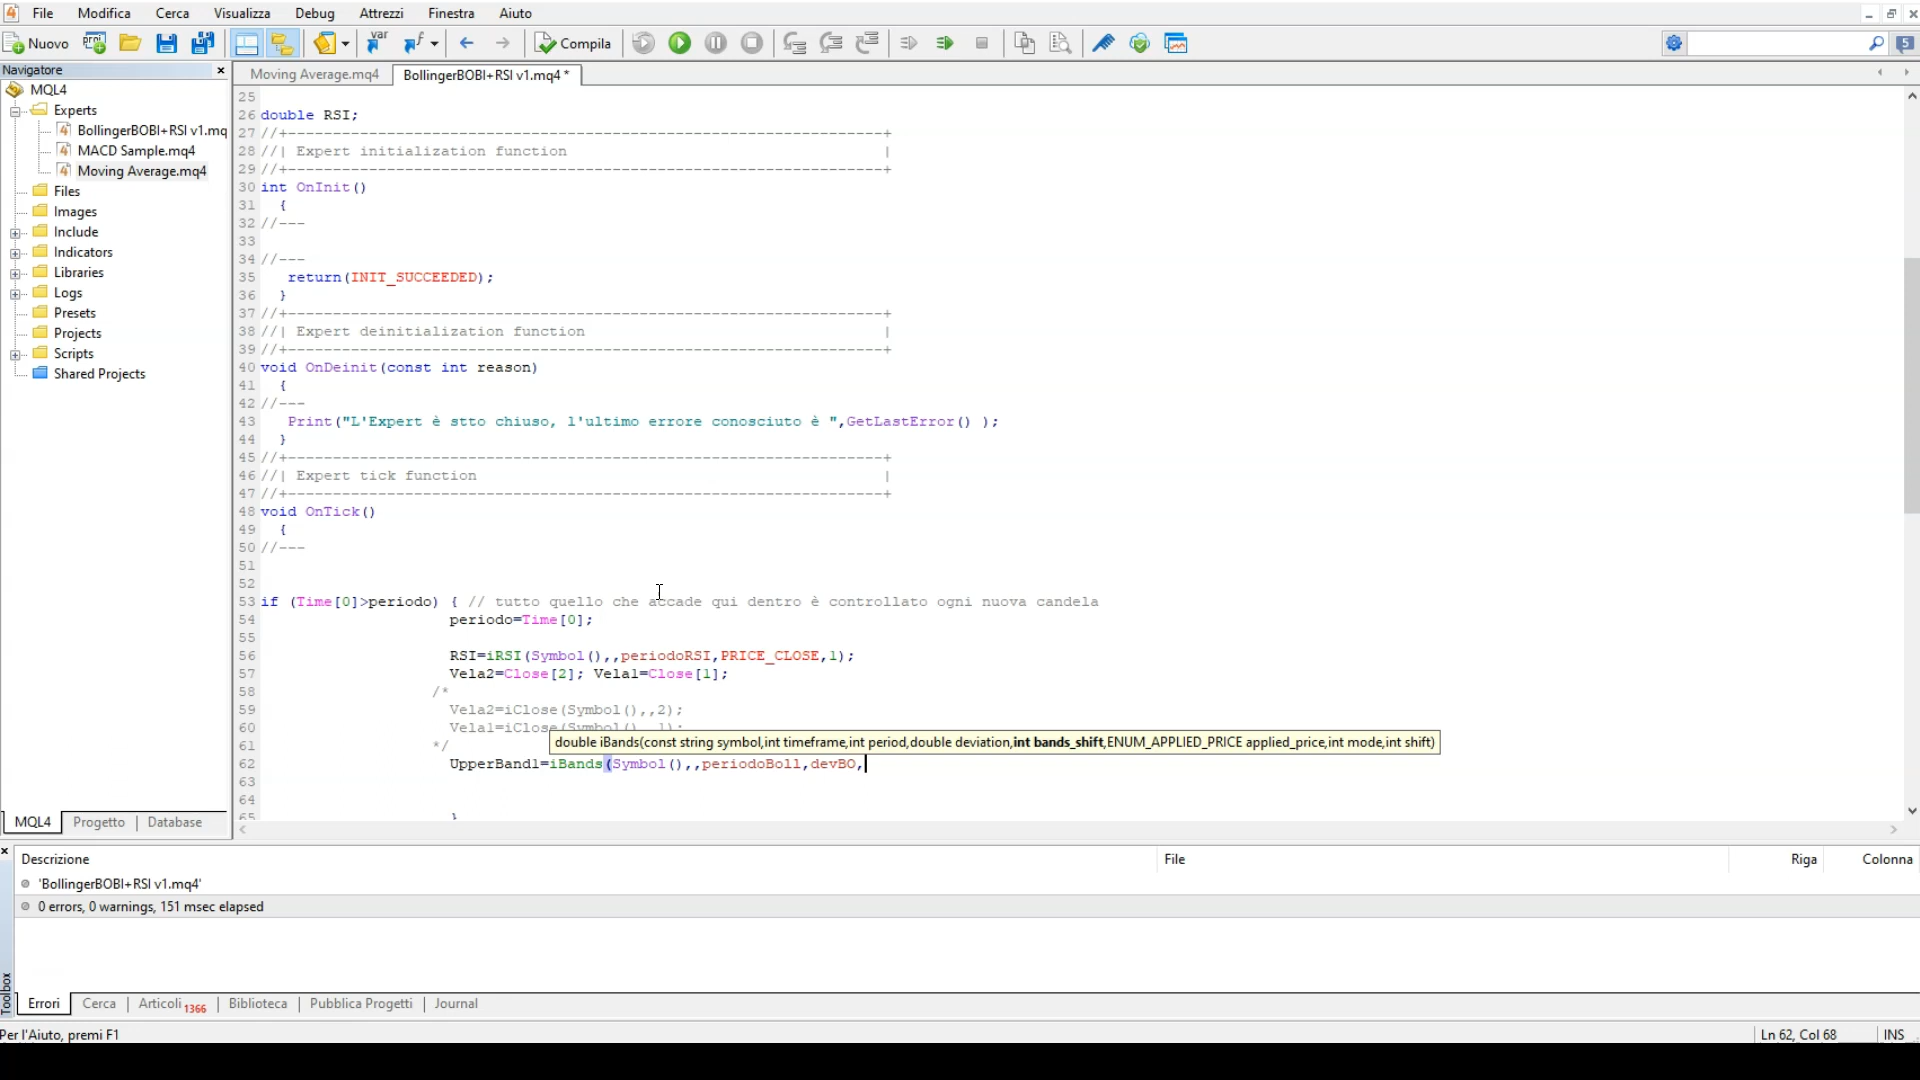 File Modifica Cerca Visualizza Debug Attrezzi Finestra Aiuto
Nuovo Compila 5
Navigatore
MQL4
Experts
BollingerBOBI+RSI v1.mq
MACD Sample.mq4
Moving Average.mq4
Files
Images
Include
Indicators
Libraries
Logs
Presets
Projects
Scripts
Shared Projects
MQL4 Progetto Database
Moving Average.mq4 BollingerBOBI+RSI v1.mq4 *
25
26 double RSI;
27 //+------------------------------------------------------------------+
28 //| Expert initialization function |
29 //+------------------------------------------------------------------+
30 int OnInit()
31 {
32 //---
33
34 //---
35 return(INIT_SUCCEEDED);
36 }
37 //+------------------------------------------------------------------+
38 //| Expert deinitialization function |
39 //+------------------------------------------------------------------+
40 void OnDeinit(const int reason)
41 {
42 //---
43 Print("L'Expert è stto chiuso, l'ultimo errore conosciuto è ",GetLastError() );
44 }
45 //+------------------------------------------------------------------+
46 //| Expert tick function |
47 //+------------------------------------------------------------------+
48 void OnTick()
49 {
50 //---
51
52
53 if (Time[0]>periodo) { // tutto quello che accade qui dentro è controllato ogni nuova candela
54 periodo=Time[0];
55
56 RSI=iRSI(Symbol(),,periodoRSI,PRICE_CLOSE,1);
57 Vela2=Close[2]; Vela1=Close[1];
58 /*
59 Vela2=iClose(Symbol(),,2);
60 Vela1=iClose(Symbol(),,1);
double iBands(const string symbol,int timeframe,int period,double deviation,int bands_shift,ENUM_APPLIED_PRICE applied_price,int mode,int shift)
61 */
62 UpperBand1=iBands(Symbol(),,periodoBoll,devBO,
63
64
65 }
Descrizione File Riga Colonna
'BollingerBOBI+RSI v1.mq4'
0 errors, 0 warnings, 151 msec elapsed
Toolbox
Errori Cerca Articoli 1366 Biblioteca Pubblica Progetti Journal
Per l'Aiuto, premi F1 Ln 62, Col 68 INS